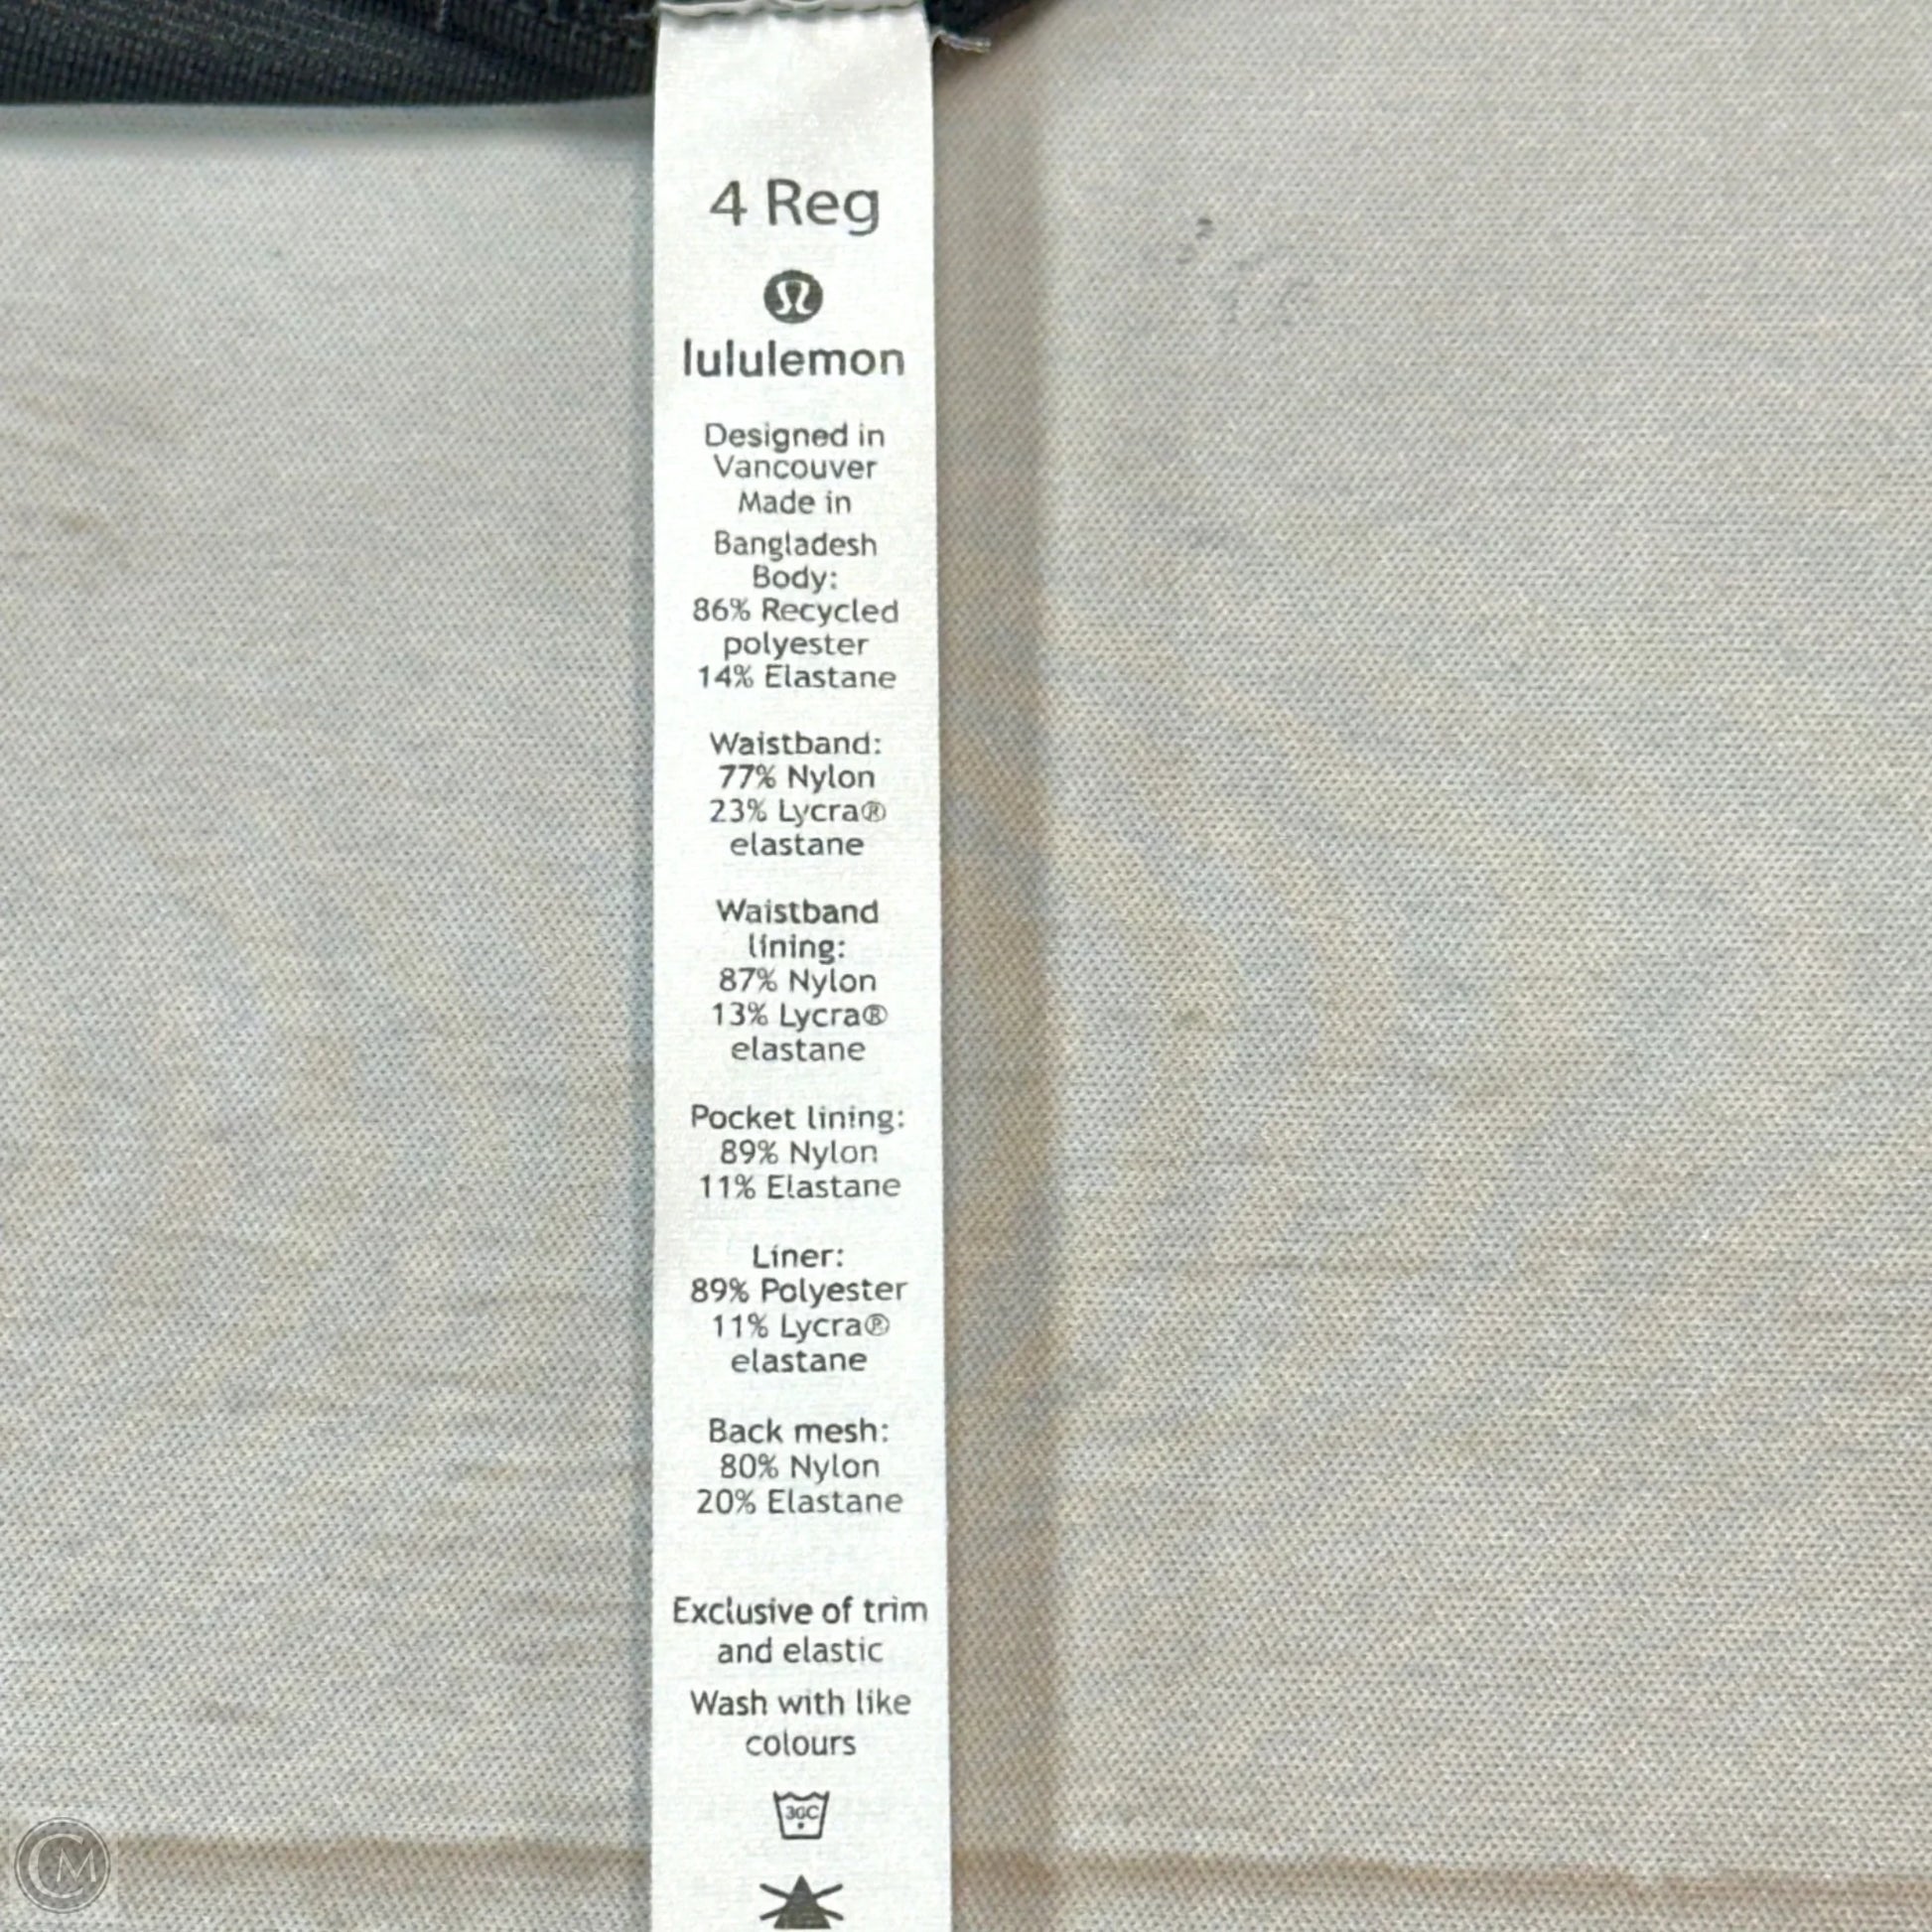 4 Reg
lululemon
Designed in
Vancouver
Made in
Bangladesh
Body:
86% Recycled
polyester
14% Elastane
Waistband:
77% Nylon
23% Lycra®
elastane
Waistband
lining:
87% Nylon
13% Lycra®
elastane
Pocket lining:
89% Nylon
11% Elastane
Liner:
89% Polyester
11% Lycra®
elastane
Back mesh:
80% Nylon
20% Elastane
Exclusive of trim
and elastic
Wash with like
colours
30C
CM